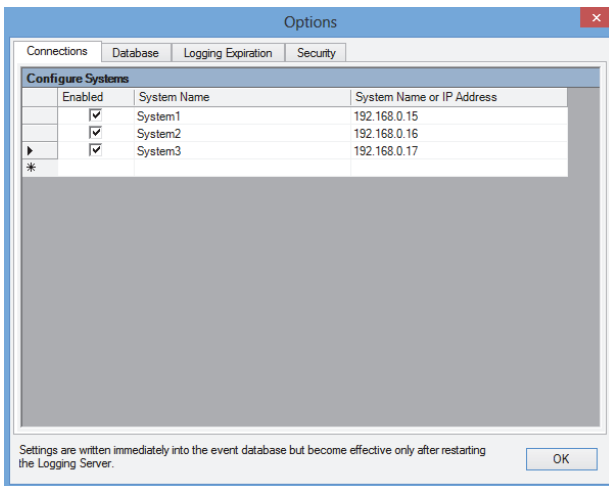 Options
Connections Database Logging Expiration Security
Configure Systems
Enabled System Name System Name or IP Address
System1 192.168.0.15
System2 192.168.0.16
System3 192.168.0.17
Settings are written immediately into the event database but become effective only after restarting
the Logging Server.
OK